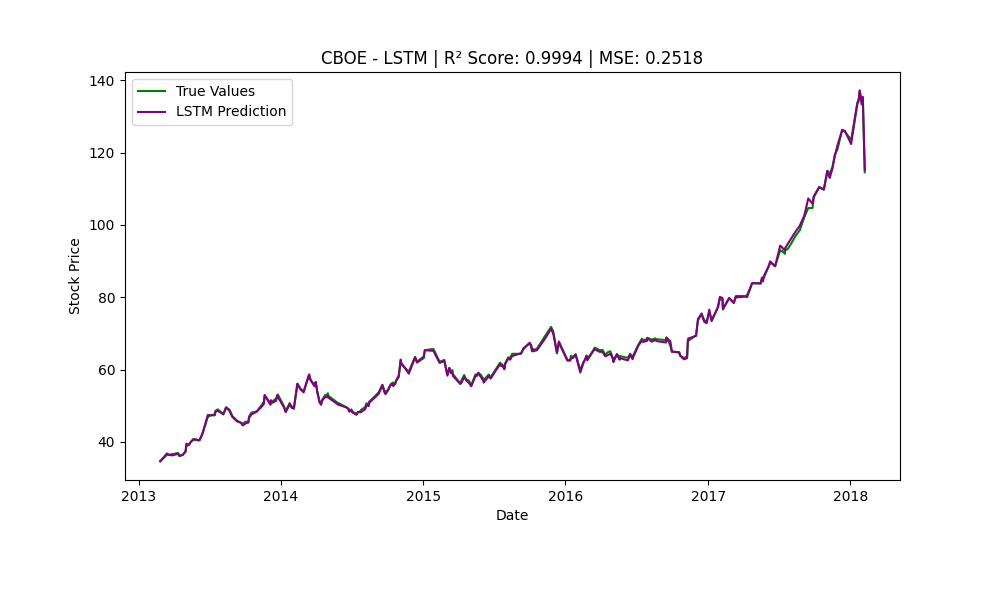 CBOE - LSTM | R² Score: 0.9994 | MSE: 0.2518
True Values
LSTM Prediction
140
120
100
80
60
40
Stock Price
2013 2014 2015 2016 2017 2018
Date